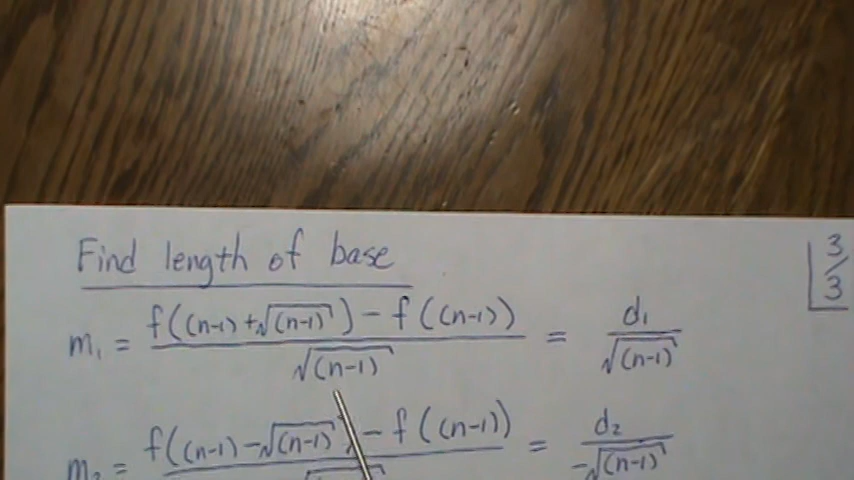 Find length of base
3/3
m₁ = f((n-1)+√(n-1)) - f((n-1)) / √(n-1) = d₁ / √(n-1)
m₂ = f((n-1)-√(n-1)) - f((n-1)) / √ = d₂ / -√(n-1)